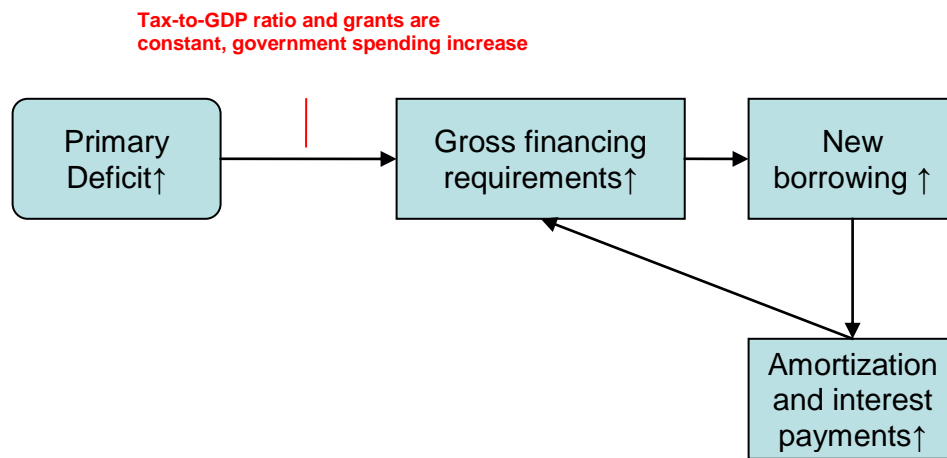 Tax-to-GDP ratio and grants are
constant, government spending increase
Primary
Deficit↑
Gross financing
requirements↑
New
borrowing ↑
Amortization
and interest
payments↑